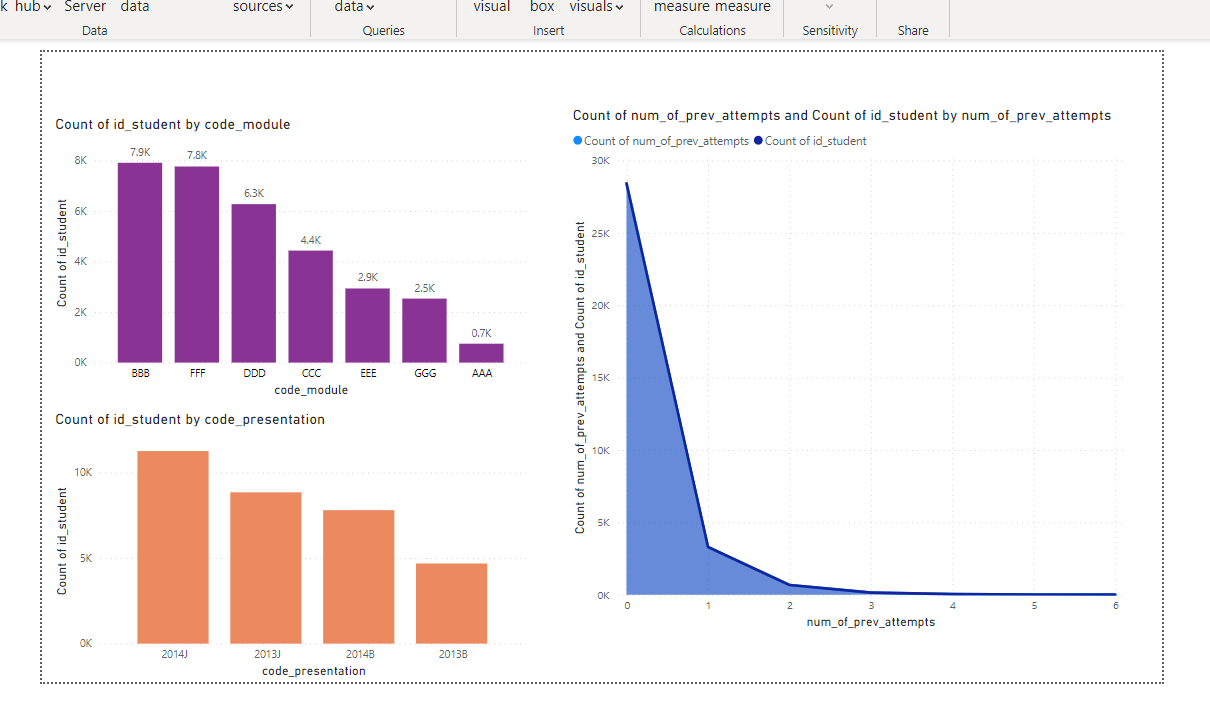 k hub Server data sources data visual box visuals measure measure
Data Queries Insert Calculations Sensitivity Share
Count of id_student by code_module
Count of id_student
8K
6K
4K
2K
0K
7.9K
7.8K
6.3K
4.4K
2.9K
2.5K
0.7K
BBB FFF DDD CCC EEE GGG AAA
code_module
Count of id_student by code_presentation
Count of id_student
10K
5K
0K
2014J 2013J 2014B 2013B
code_presentation
Count of num_of_prev_attempts and Count of id_student by num_of_prev_attempts
Count of num_of_prev_attempts Count of id_student
Count of num_of_prev_attempts and Count of id_student
30K
25K
20K
15K
10K
5K
0K
0 1 2 3 4 5 6
num_of_prev_attempts